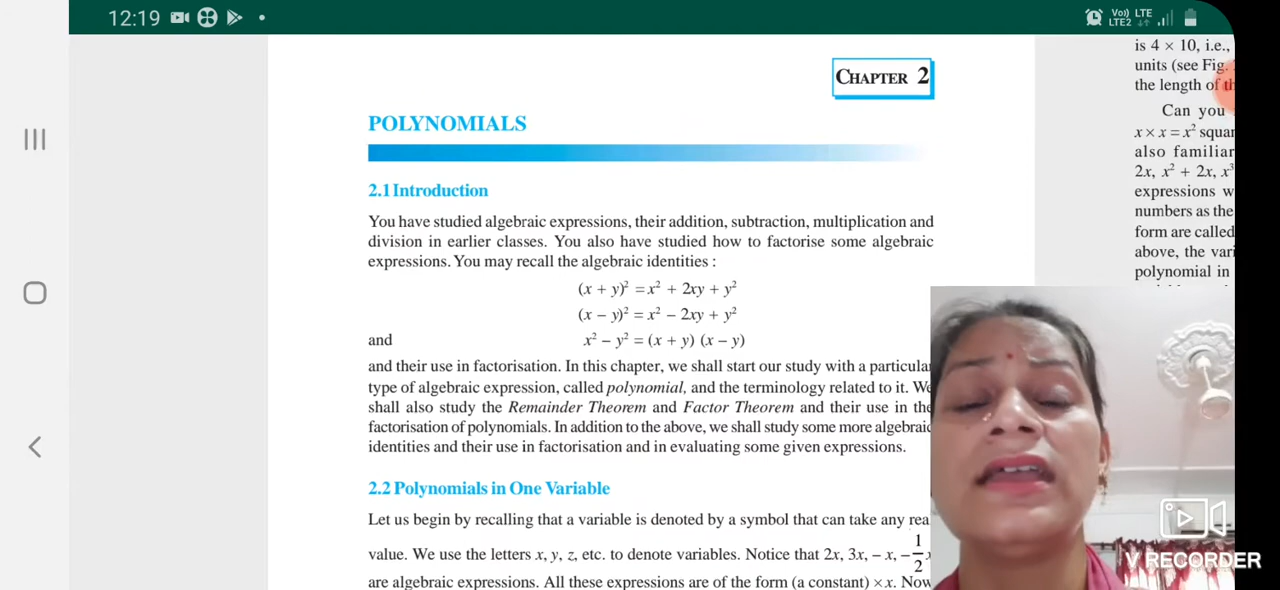 12:19
Vo)) LTE
LTE2
is 4 × 10, i.e.,
units (see Fig.
the length of th
Can you
x × x = x² squar
also familiar
2x, x² + 2x, x³
expressions w
numbers as the
form are called
above, the vari
polynomial in
CHAPTER 2
POLYNOMIALS
2.1 Introduction
You have studied algebraic expressions, their addition, subtraction, multiplication and
division in earlier classes. You also have studied how to factorise some algebraic
expressions. You may recall the algebraic identities :
(x + y)² = x² + 2xy + y²
(x – y)² = x² – 2xy + y²
and x² – y² = (x + y) (x – y)
and their use in factorisation. In this chapter, we shall start our study with a particular
type of algebraic expression, called polynomial, and the terminology related to it. We
shall also study the Remainder Theorem and Factor Theorem and their use in the
factorisation of polynomials. In addition to the above, we shall study some more algebraic
identities and their use in factorisation and in evaluating some given expressions.
2.2 Polynomials in One Variable
Let us begin by recalling that a variable is denoted by a symbol that can take any rea
value. We use the letters x, y, z, etc. to denote variables. Notice that 2x, 3x, – x, –1/2 x
are algebraic expressions. All these expressions are of the form (a constant) × x. Now
V RECORDER